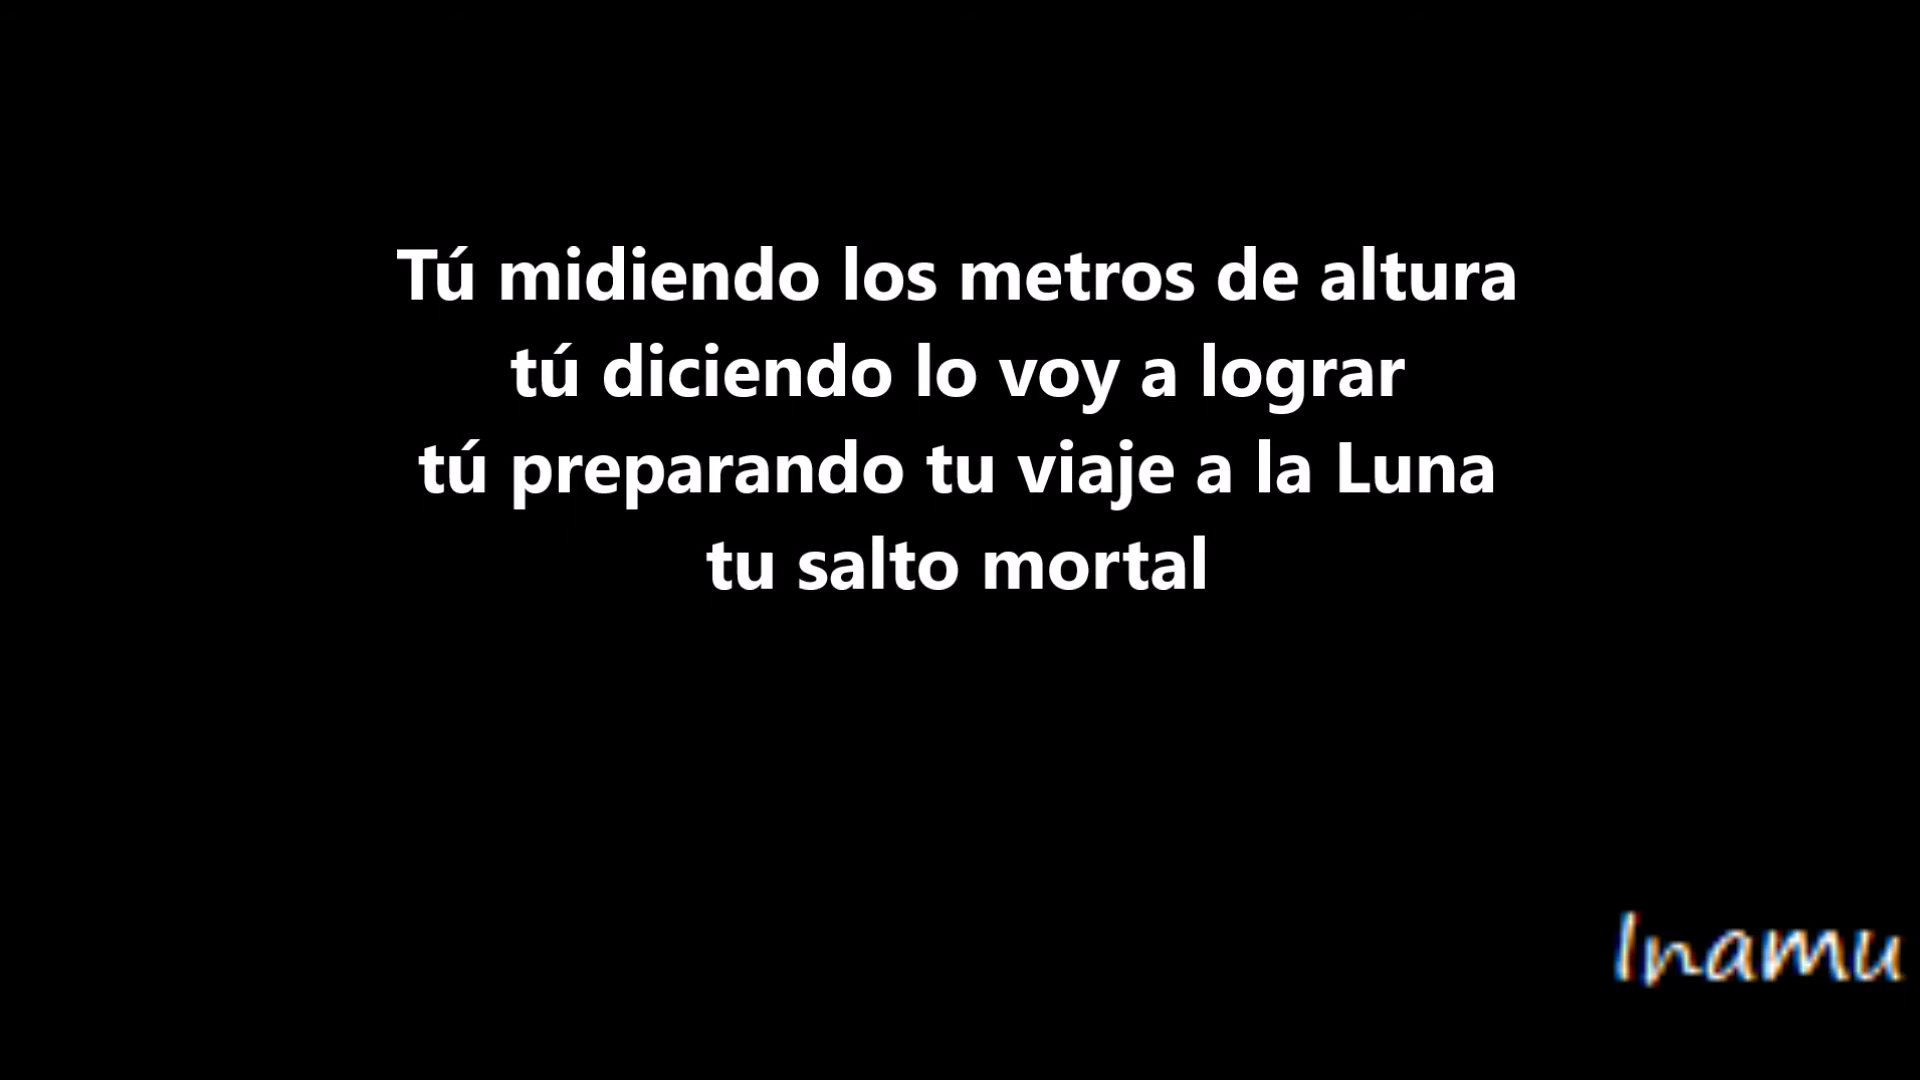 Tú midiendo los metros de altura
tú diciendo lo voy a lograr
tú preparando tu viaje a la Luna
tu salto mortal
Inamu